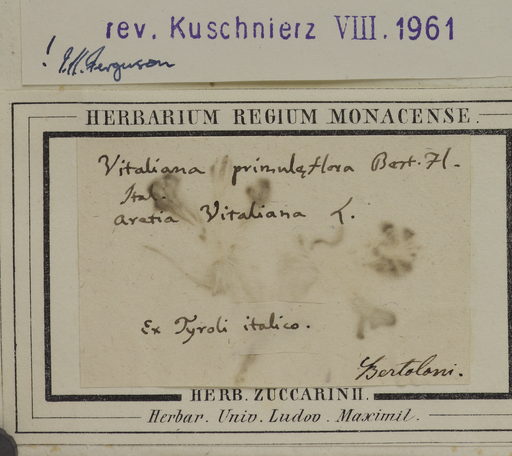 rev. Kuschnierz VIII. 1961
! I.K. Ferguson
HERBARIUM REGIUM MONACENSE.
Vitaliana primulęflora Bert. Fl.
Ital.
Aretia Vitaliana L.
Ex Tyroli italico.
Bertoloni.
HERB. ZUCCARINII.
Herbar. Univ. Ludov. Maximil.